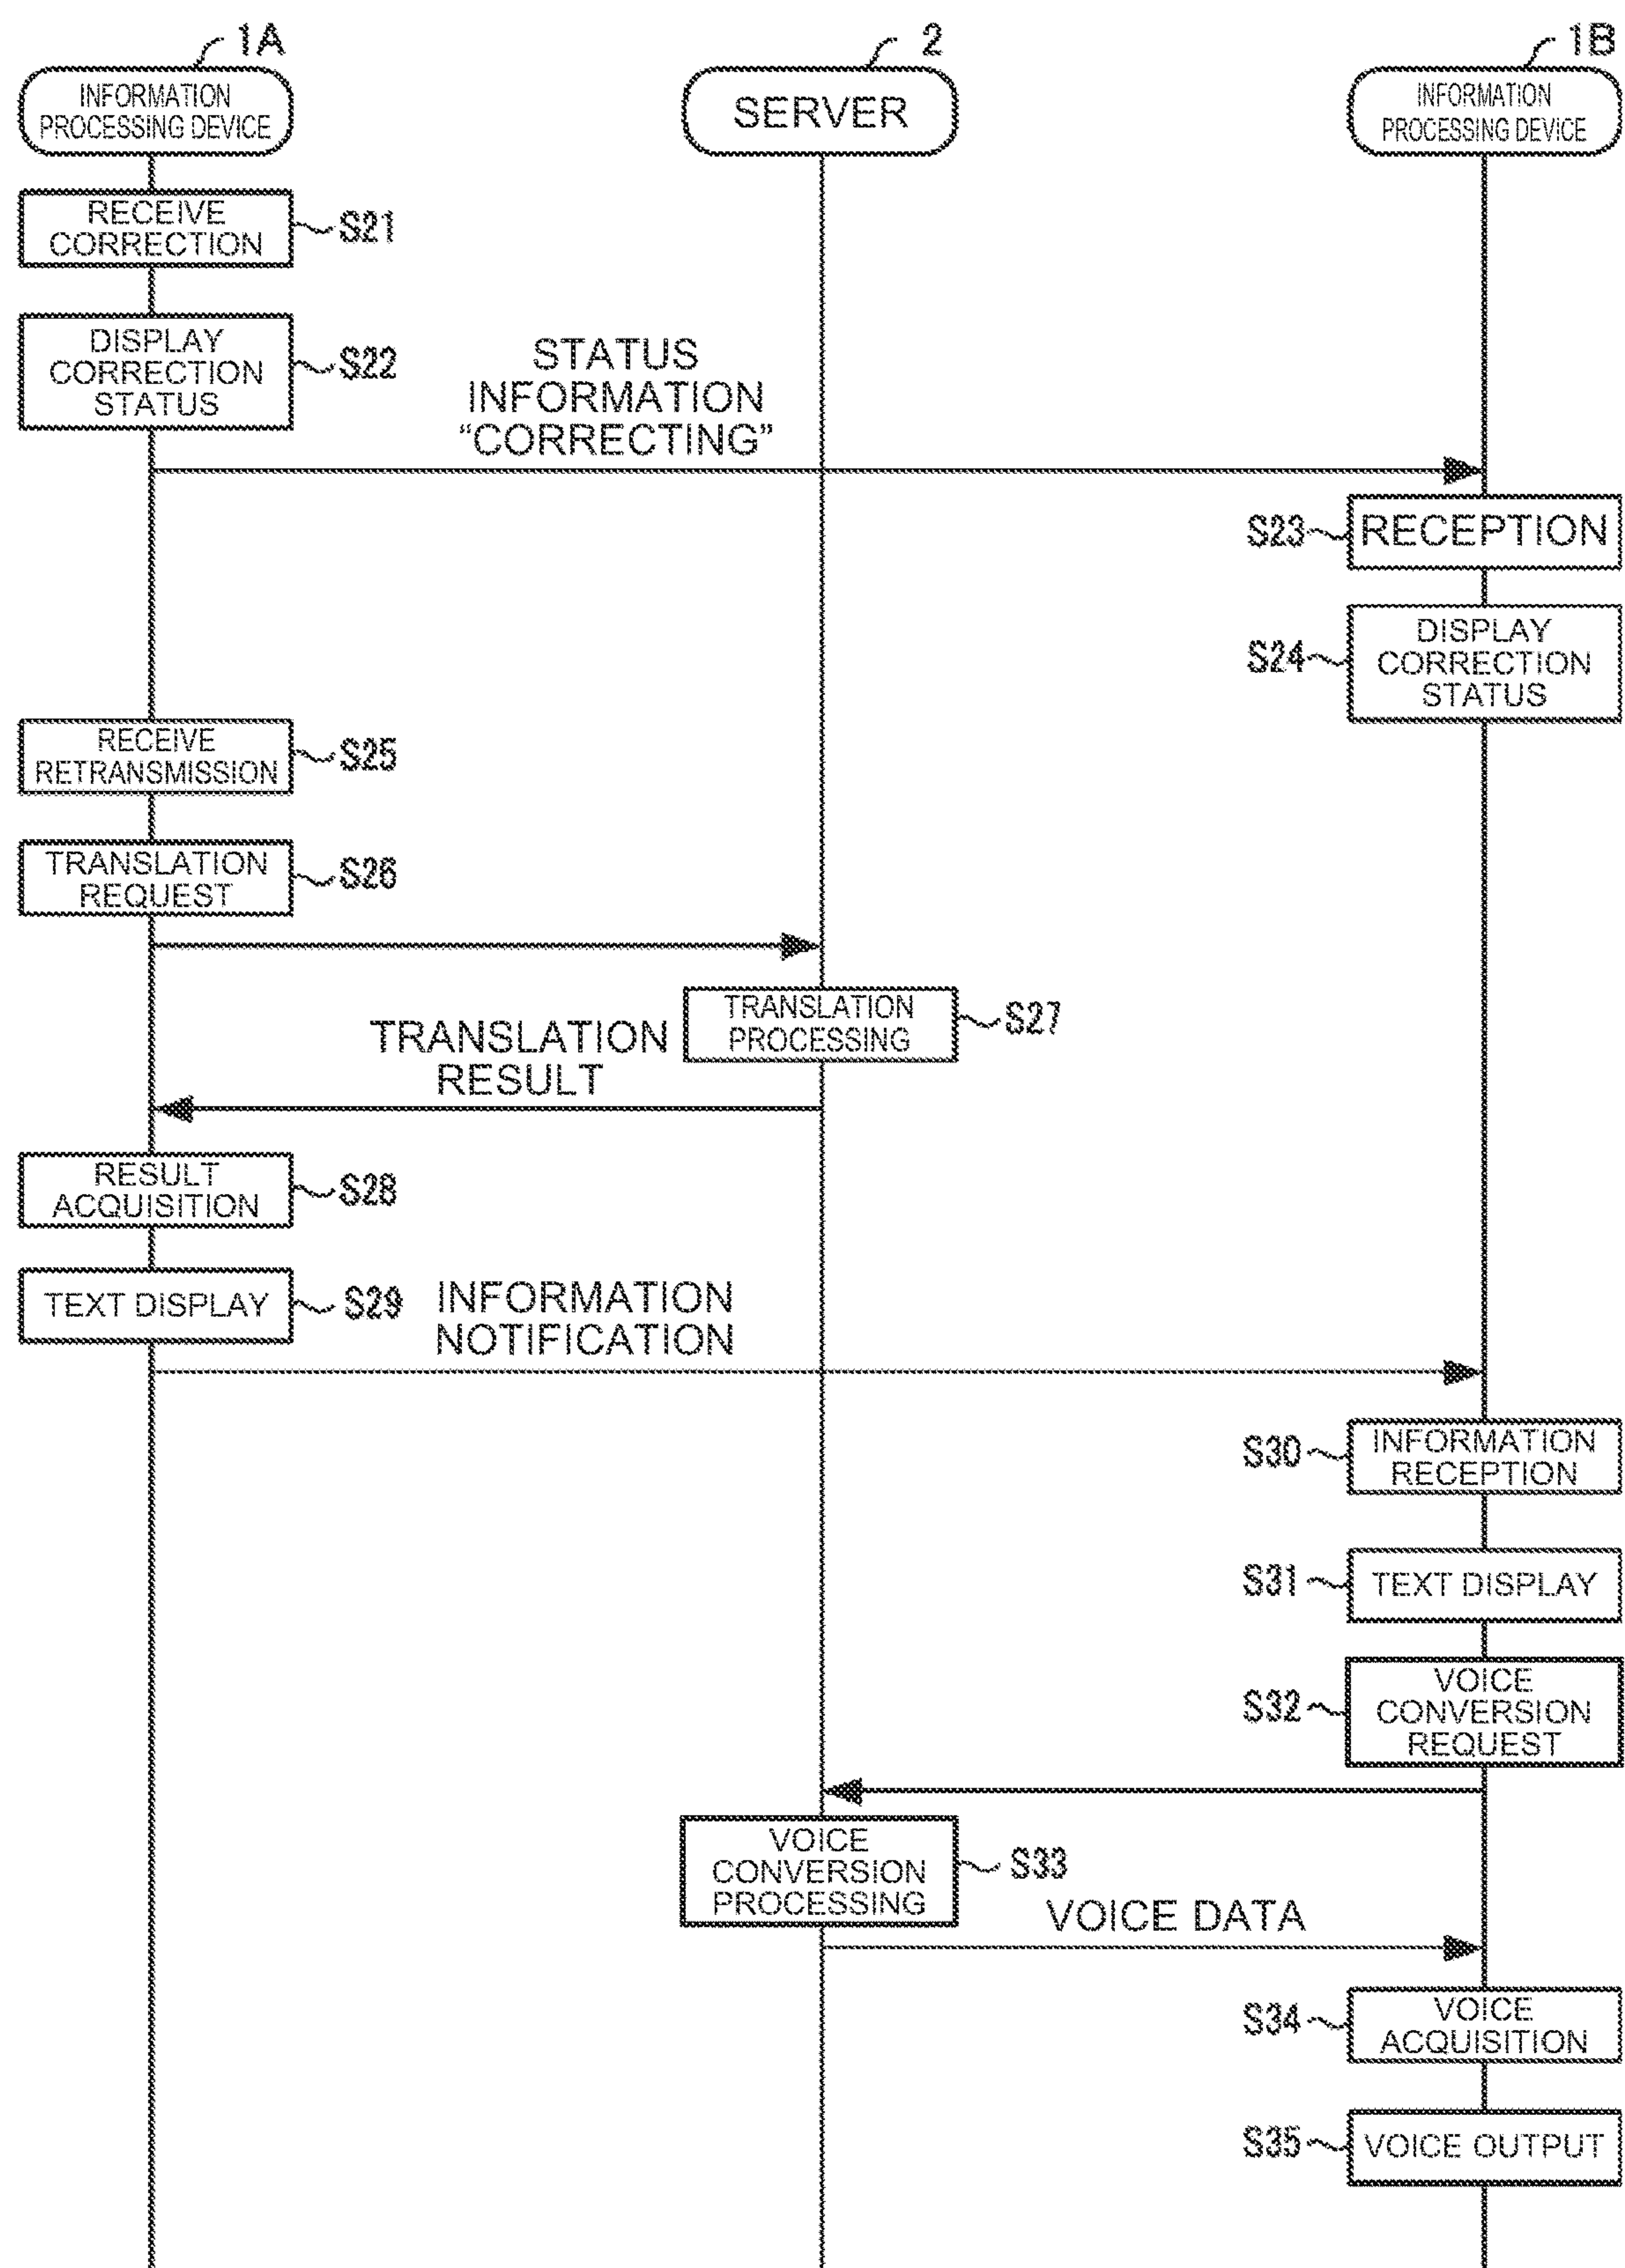 1A
2
1B
INFORMATION
PROCESSING DEVICE
SERVER
INFORMATION
PROCESSING DEVICE
RECEIVE
CORRECTION
S21
DISPLAY
CORRECTION
STATUS
S22
STATUS
INFORMATION
“CORRECTING”
S23
RECEPTION
S24
DISPLAY
CORRECTION
STATUS
RECEIVE
RETRANSMISSION
S25
TRANSLATION
REQUEST
S26
TRANSLATION
PROCESSING
S27
TRANSLATION
RESULT
RESULT
ACQUISITION
S28
TEXT DISPLAY
S29
INFORMATION
NOTIFICATION
S30
INFORMATION
RECEPTION
S31
TEXT DISPLAY
S32
VOICE
CONVERSION
REQUEST
VOICE
CONVERSION
PROCESSING
S33
VOICE DATA
S34
VOICE
ACQUISITION
S35
VOICE OUTPUT